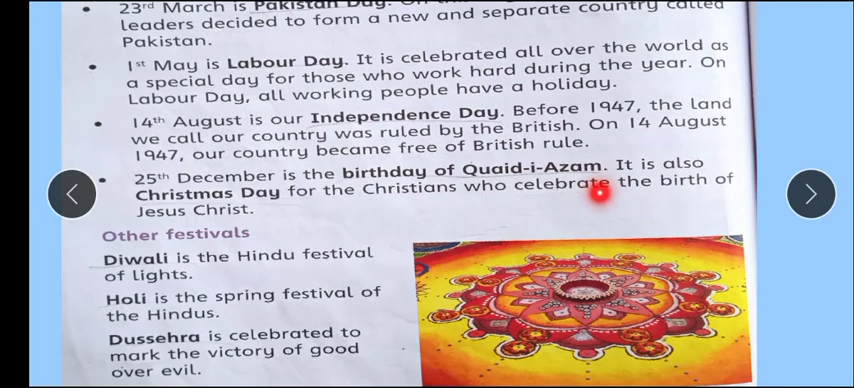 23rd March is Pakistan Day.
leaders decided to form a new and separate country called
Pakistan.
1st May is Labour Day. It is celebrated all over the world as
a special day for those who work hard during the year. On
Labour Day, all working people have a holiday.
14th August is our Independence Day. Before 1947, the land
we call our country was ruled by the British. On 14 August
1947, our country became free of British rule.
25th December is the birthday of Quaid-i-Azam. It is also
Christmas Day for the Christians who celebrate the birth of
Jesus Christ.
Other festivals
Diwali is the Hindu festival
of lights.
Holi is the spring festival of
the Hindus.
Dussehra is celebrated to
mark the victory of good
over evil.